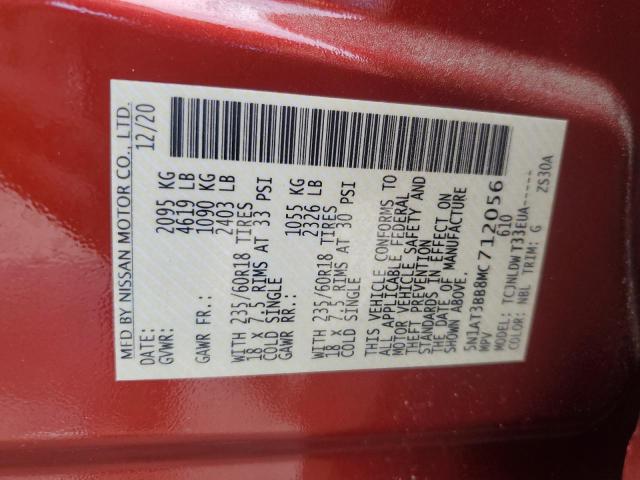 MFD BY NISSAN MOTOR CO., LTD.
DATE: 12/20
GVWR: 2095 KG
4619 LB
GAWR FR.: 1090 KG
2403 LB
WITH 235/60R18 TIRES
18 X 7.5 RIMS AT 33 PSI
COLD SINGLE
GAWR RR.: 1055 KG
2326 LB
WITH 235/60R18 TIRES
18 X 7.5 RIMS AT 30 PSI
COLD SINGLE
THIS VEHICLE CONFORMS TO
ALL APPLICABLE FEDERAL
MOTOR VEHICLE SAFETY AND
THEFT PREVENTION
STANDARDS IN EFFECT ON
THE DATE OF MANUFACTURE
SHOWN ABOVE.
5N1AT3BB8MC712056
MPV 610
MODEL: TCJNLDWT33EUA-----
COLOR: NBL TRIM: G ZS30A